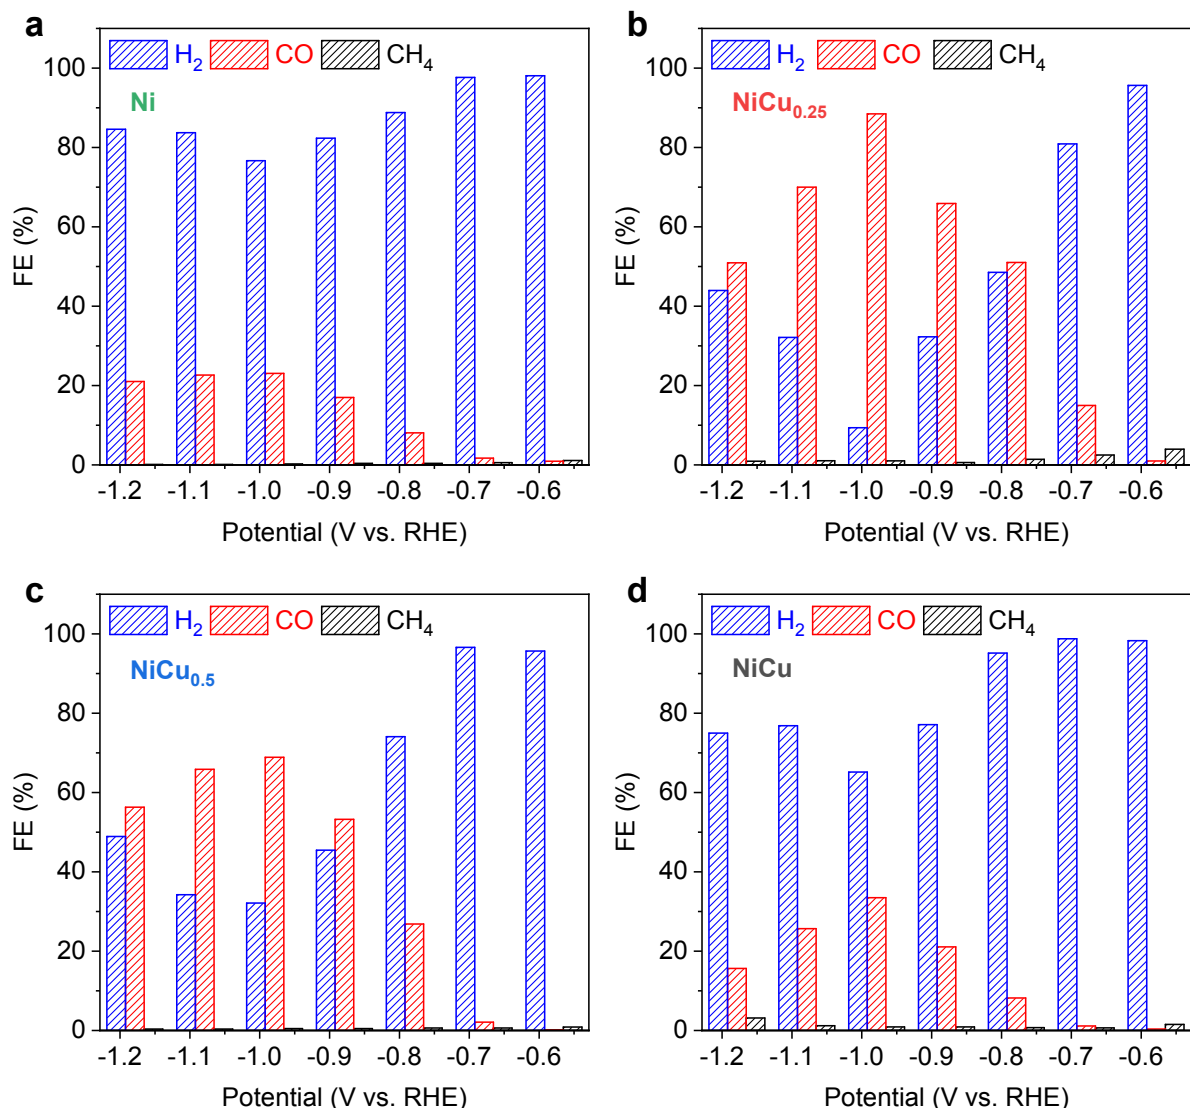 a
H₂ CO CH₄
Ni
100
80
60
40
20
0
FE (%)
-1.2 -1.1 -1.0 -0.9 -0.8 -0.7 -0.6
Potential (V vs. RHE)
b
H₂ CO CH₄
NiCu₀.₂₅
100
80
60
40
20
0
FE (%)
-1.2 -1.1 -1.0 -0.9 -0.8 -0.7 -0.6
Potential (V vs. RHE)
c
H₂ CO CH₄
NiCu₀.₅
100
80
60
40
20
0
FE (%)
-1.2 -1.1 -1.0 -0.9 -0.8 -0.7 -0.6
Potential (V vs. RHE)
d
H₂ CO CH₄
NiCu
100
80
60
40
20
0
FE (%)
-1.2 -1.1 -1.0 -0.9 -0.8 -0.7 -0.6
Potential (V vs. RHE)